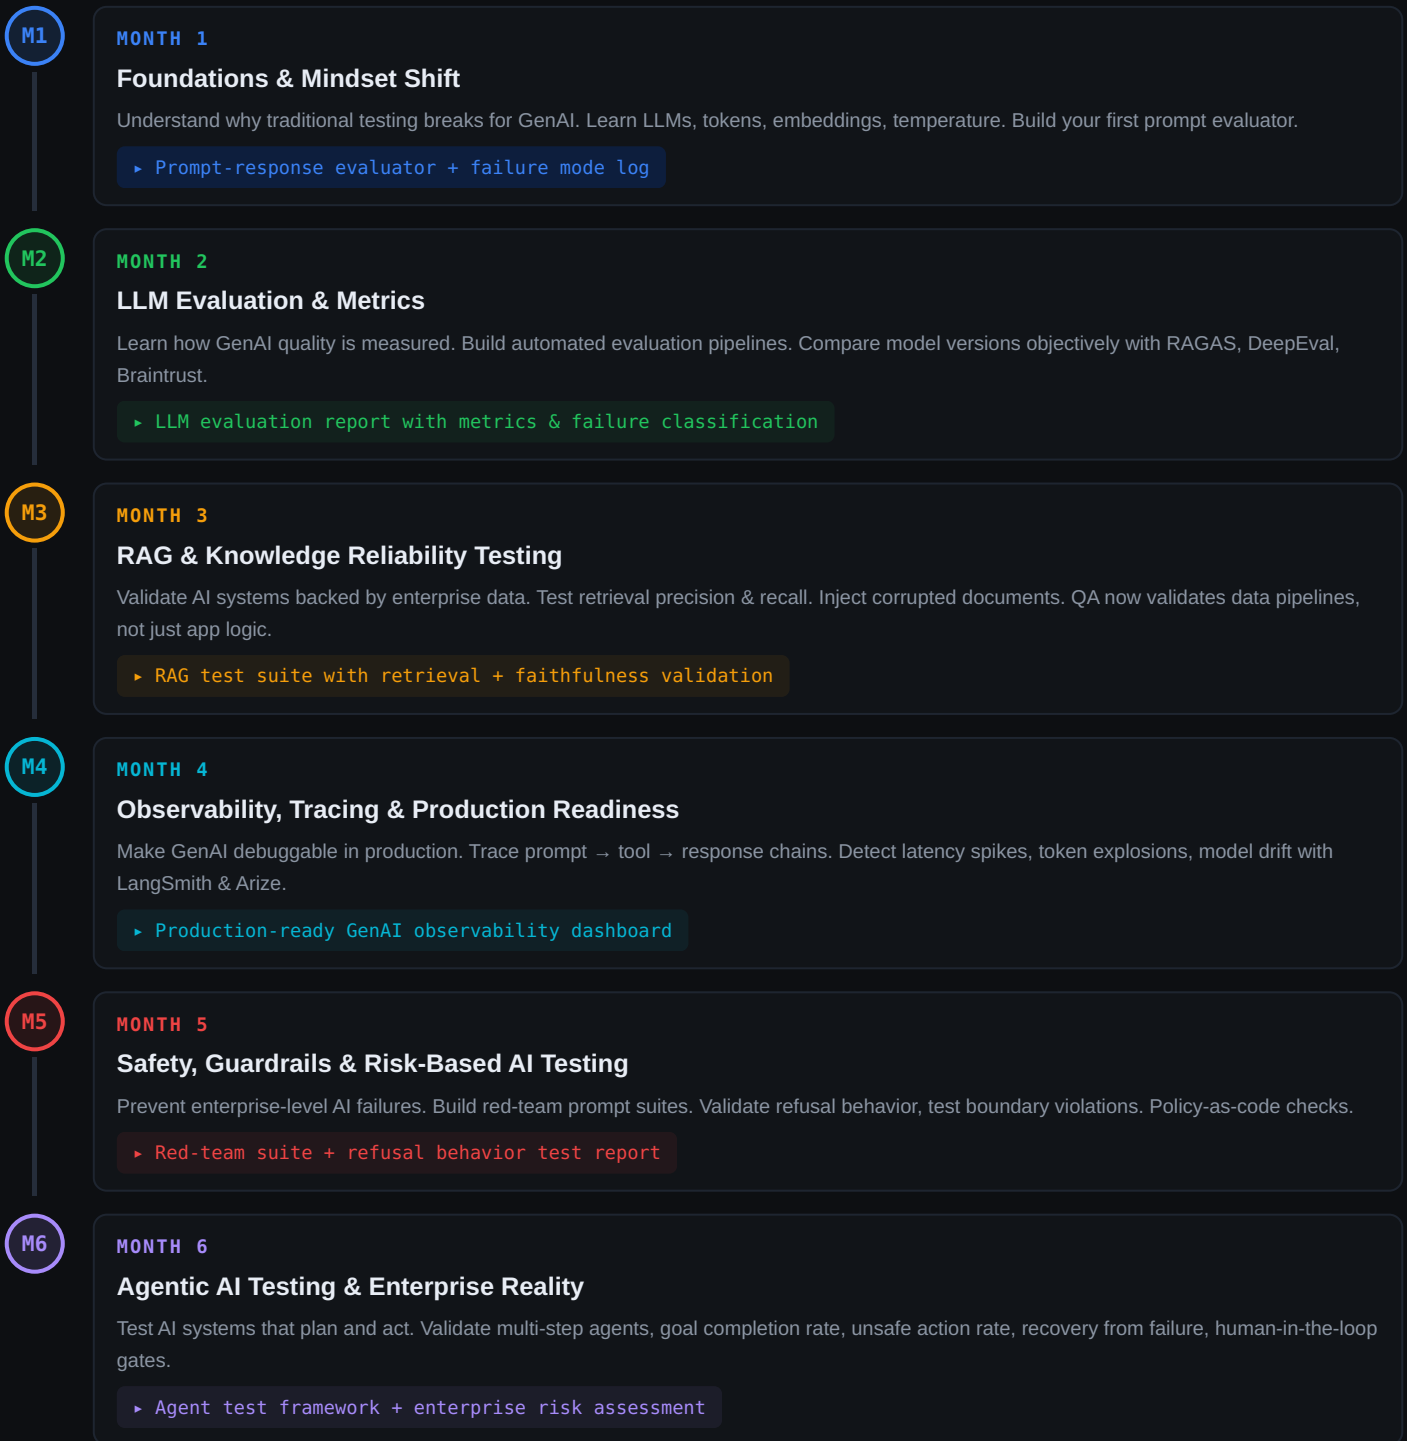 M1
MONTH 1
Foundations & Mindset Shift
Understand why traditional testing breaks for GenAI. Learn LLMs, tokens, embeddings, temperature. Build your first prompt evaluator.
▸ Prompt-response evaluator + failure mode log
M2
MONTH 2
LLM Evaluation & Metrics
Learn how GenAI quality is measured. Build automated evaluation pipelines. Compare model versions objectively with RAGAS, DeepEval,
Braintrust.
▸ LLM evaluation report with metrics & failure classification
M3
MONTH 3
RAG & Knowledge Reliability Testing
Validate AI systems backed by enterprise data. Test retrieval precision & recall. Inject corrupted documents. QA now validates data pipelines,
not just app logic.
▸ RAG test suite with retrieval + faithfulness validation
M4
MONTH 4
Observability, Tracing & Production Readiness
Make GenAI debuggable in production. Trace prompt → tool → response chains. Detect latency spikes, token explosions, model drift with
LangSmith & Arize.
▸ Production-ready GenAI observability dashboard
M5
MONTH 5
Safety, Guardrails & Risk-Based AI Testing
Prevent enterprise-level AI failures. Build red-team prompt suites. Validate refusal behavior, test boundary violations. Policy-as-code checks.
▸ Red-team suite + refusal behavior test report
M6
MONTH 6
Agentic AI Testing & Enterprise Reality
Test AI systems that plan and act. Validate multi-step agents, goal completion rate, unsafe action rate, recovery from failure, human-in-the-loop
gates.
▸ Agent test framework + enterprise risk assessment